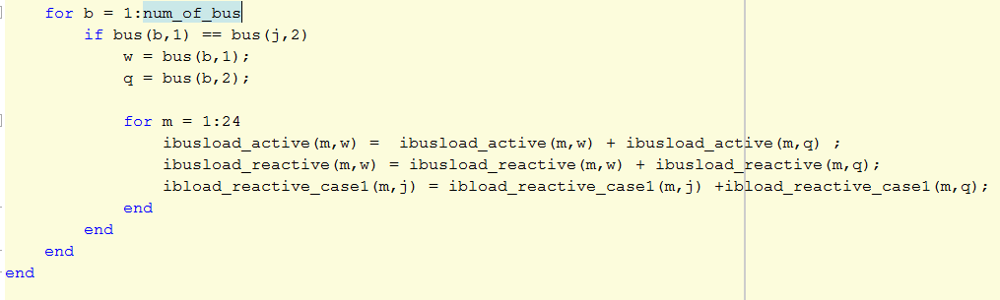 for b = 1:num_of_bus
if bus(b,1) == bus(j,2)
w = bus(b,1);
q = bus(b,2);
for m = 1:24
ibusload_active(m,w) =  ibusload_active(m,w) + ibusload_active(m,q) ;
ibusload_reactive(m,w) = ibusload_reactive(m,w) + ibusload_reactive(m,q);
ibload_reactive_case1(m,j) = ibload_reactive_case1(m,j) +ibload_reactive_case1(m,q);
end
end
end
end